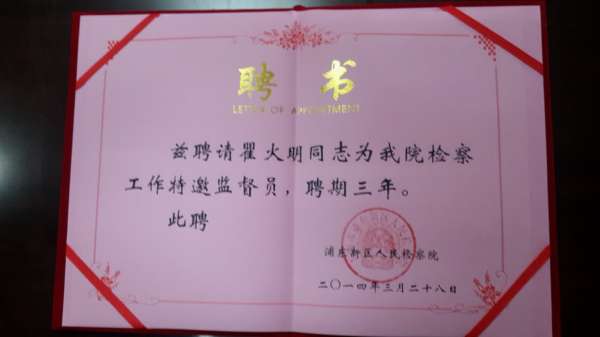 聘书
LETTER OF APPOINTMENT
兹聘请瞿火明同志为我院检察
工作特邀监督员，聘期三年。
此聘
浦东新区人民检察院
二〇一四年三月二十八日